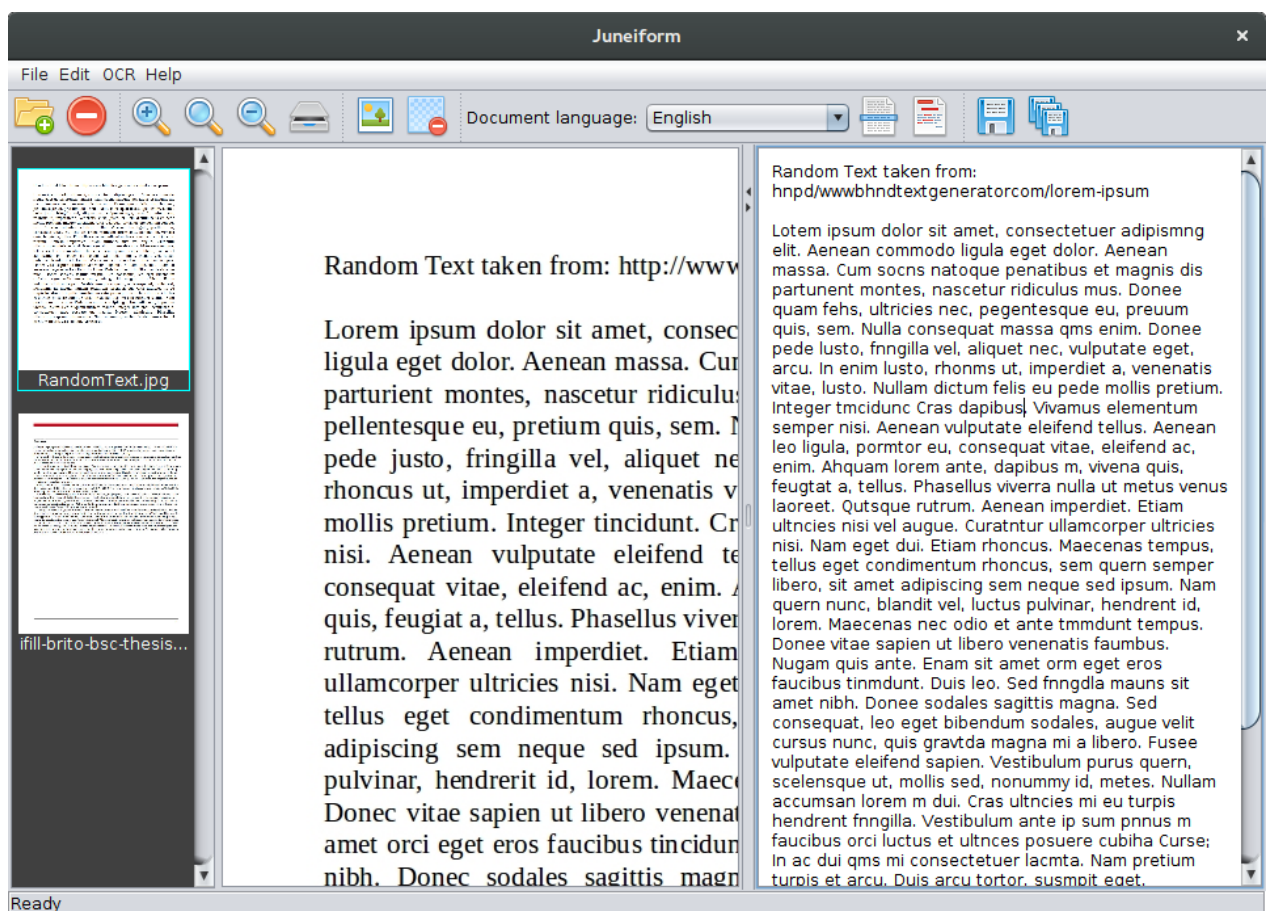 Juneiform
File Edit OCR Help
Document language: English
RandomText.jpg
ifill-brito-bsc-thesis...
Random Text taken from: http://www
Lorem ipsum dolor sit amet, consec
ligula eget dolor. Aenean massa. Cur
parturient montes, nascetur ridiculus
pellentesque eu, pretium quis, sem. N
pede justo, fringilla vel, aliquet ne
rhoncus ut, imperdiet a, venenatis v
mollis pretium. Integer tincidunt. Cr
nisi. Aenean vulputate eleifend te
consequat vitae, eleifend ac, enim. A
quis, feugiat a, tellus. Phasellus viver
rutrum. Aenean imperdiet. Etiam
ullamcorper ultricies nisi. Nam eget
tellus eget condimentum rhoncus,
adipiscing sem neque sed ipsum.
pulvinar, hendrerit id, lorem. Maece
Donec vitae sapien ut libero venenat
amet orci eget eros faucibus tincidun
nibh. Donec sodales sagittis magn
Random Text taken from:
hnpd/wwwbhndtextgeneratorcom/lorem-ipsum
Lotem ipsum dolor sit amet, consectetuer adipismng
elit. Aenean commodo ligula eget dolor. Aenean
massa. Cum socns natoque penatibus et magnis dis
partunent montes, nascetur ridiculus mus. Donee
quam fehs, ultricies nec, pegentesque eu, preuum
quis, sem. Nulla consequat massa qms enim. Donee
pede lusto, fnngilla vel, aliquet nec, vulputate eget,
arcu. In enim lusto, rhonms ut, imperdiet a, venenatis
vitae, lusto. Nullam dictum felis eu pede mollis pretium.
Integer tmcidunc Cras dapibus. Vivamus elementum
semper nisi. Aenean vulputate eleifend tellus. Aenean
leo ligula, pormtor eu, consequat vitae, eleifend ac,
enim. Ahquam lorem ante, dapibus m, vivena quis,
feugtat a, tellus. Phasellus viverra nulla ut metus venus
laoreet. Qutsque rutrum. Aenean imperdiet. Etiam
ultncies nisi vel augue. Curatntur ullamcorper ultricies
nisi. Nam eget dui. Etiam rhoncus. Maecenas tempus,
tellus eget condimentum rhoncus, sem quern semper
libero, sit amet adipiscing sem neque sed ipsum. Nam
quern nunc, blandit vel, luctus pulvinar, hendrent id,
lorem. Maecenas nec odio et ante tmmdunt tempus.
Donee vitae sapien ut libero venenatis faumbus.
Nugam quis ante. Enam sit amet orm eget eros
faucibus tinmdunt. Duis leo. Sed fnngdla mauns sit
amet nibh. Donee sodales sagittis magna. Sed
consequat, leo eget bibendum sodales, augue velit
cursus nunc, quis gravtda magna mi a libero. Fusee
vulputate eleifend sapien. Vestibulum purus quern,
scelensque ut, mollis sed, nonummy id, metes. Nullam
accumsan lorem m dui. Cras ultncies mi eu turpis
hendrent fnngilla. Vestibulum ante ip sum pnnus m
faucibus orci luctus et ultnces posuere cubiha Curse;
In ac dui qms mi consectetuer lacmta. Nam pretium
turpis et arcu. Duis arcu tortor, susmpit eget,
Ready